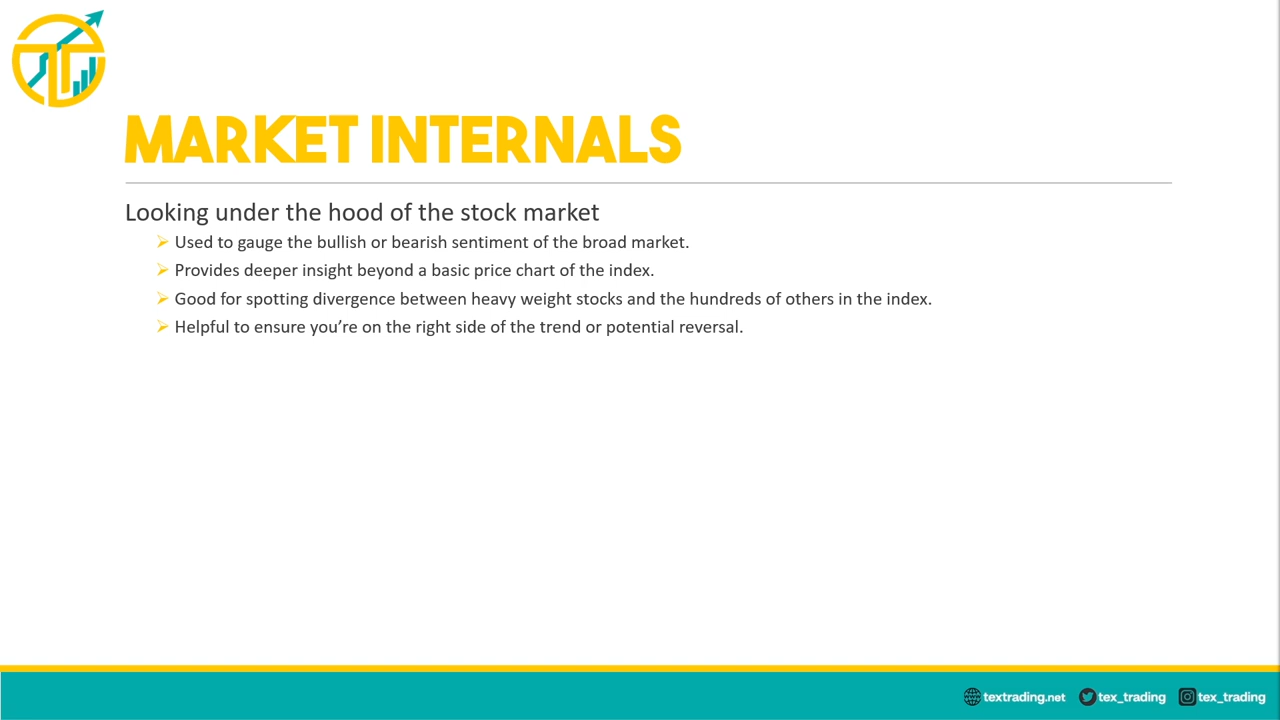 MARKET INTERNALS
Looking under the hood of the stock market
Used to gauge the bullish or bearish sentiment of the broad market.
Provides deeper insight beyond a basic price chart of the index.
Good for spotting divergence between heavy weight stocks and the hundreds of others in the index.
Helpful to ensure you’re on the right side of the trend or potential reversal.
textrading.net tex_trading tex_trading